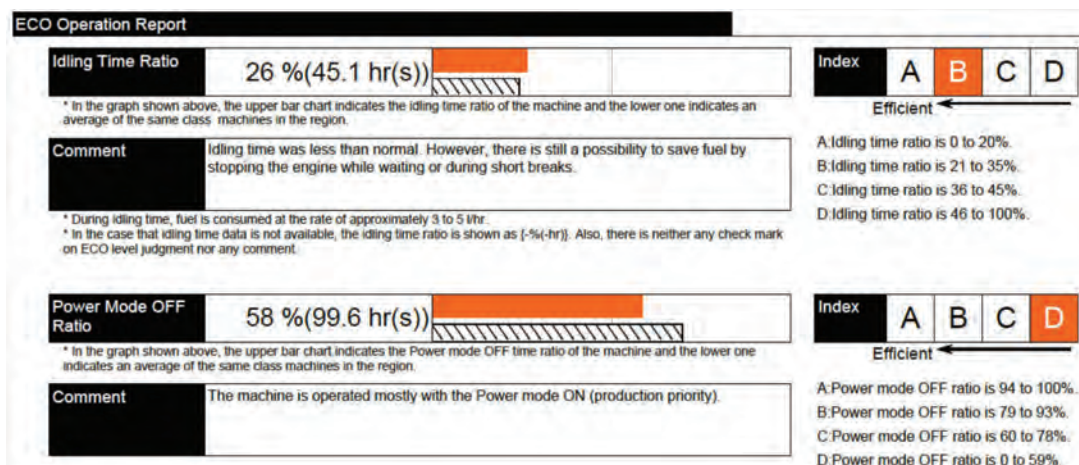 ECO Operation Report
Idling Time Ratio
26 %(45.1 hr(s))
Index
A B C D
Efficient
* In the graph shown above, the upper bar chart indicates the idling time ratio of the machine and the lower one indicates an
average of the same class machines in the region.
Comment
Idling time was less than normal. However, there is still a possibility to save fuel by
stopping the engine while waiting or during short breaks.
A:Idling time ratio is 0 to 20%.
B:Idling time ratio is 21 to 35%.
C:Idling time ratio is 36 to 45%.
D:Idling time ratio is 46 to 100%.
* During idling time, fuel is consumed at the rate of approximately 3 to 5 l/hr.
* In the case that idling time data is not available, the idling time ratio is shown as {-%(-hr)}. Also, there is neither any check mark
on ECO level judgment nor any comment.
Power Mode OFF
Ratio
58 %(99.6 hr(s))
Index
A B C D
Efficient
* In the graph shown above, the upper bar chart indicates the Power mode OFF time ratio of the machine and the lower one
indicates an average of the same class machines in the region.
Comment
The machine is operated mostly with the Power mode ON (production priority).
A:Power mode OFF ratio is 94 to 100%.
B:Power mode OFF ratio is 79 to 93%.
C:Power mode OFF ratio is 60 to 78%.
D:Power mode OFF ratio is 0 to 59%.